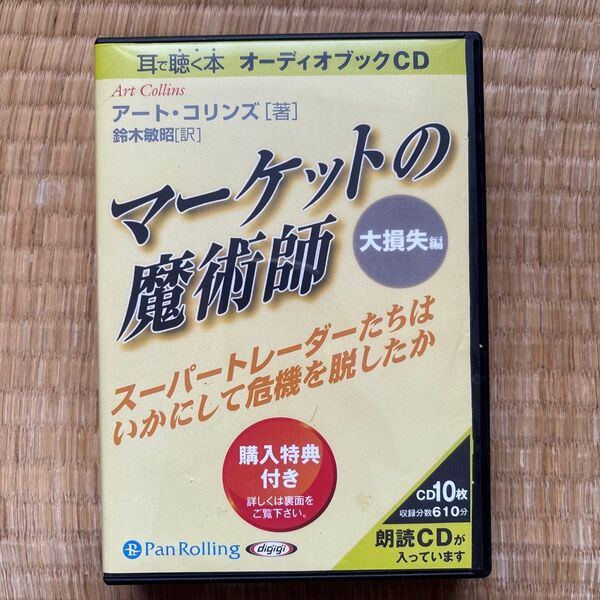 耳で聴く本 オーディオブックCD
Art Collins
アート・コリンズ[著]
鈴木敏昭[訳]
マーケットの
魔術師
大損失編
スーパートレーダーたちは
いかにして危機を脱したか
購入特典
付き
詳しくは裏面を
ご覧下さい。
CD10枚
収録分数610分
朗読CDが
入っています
PanRolling
digigi